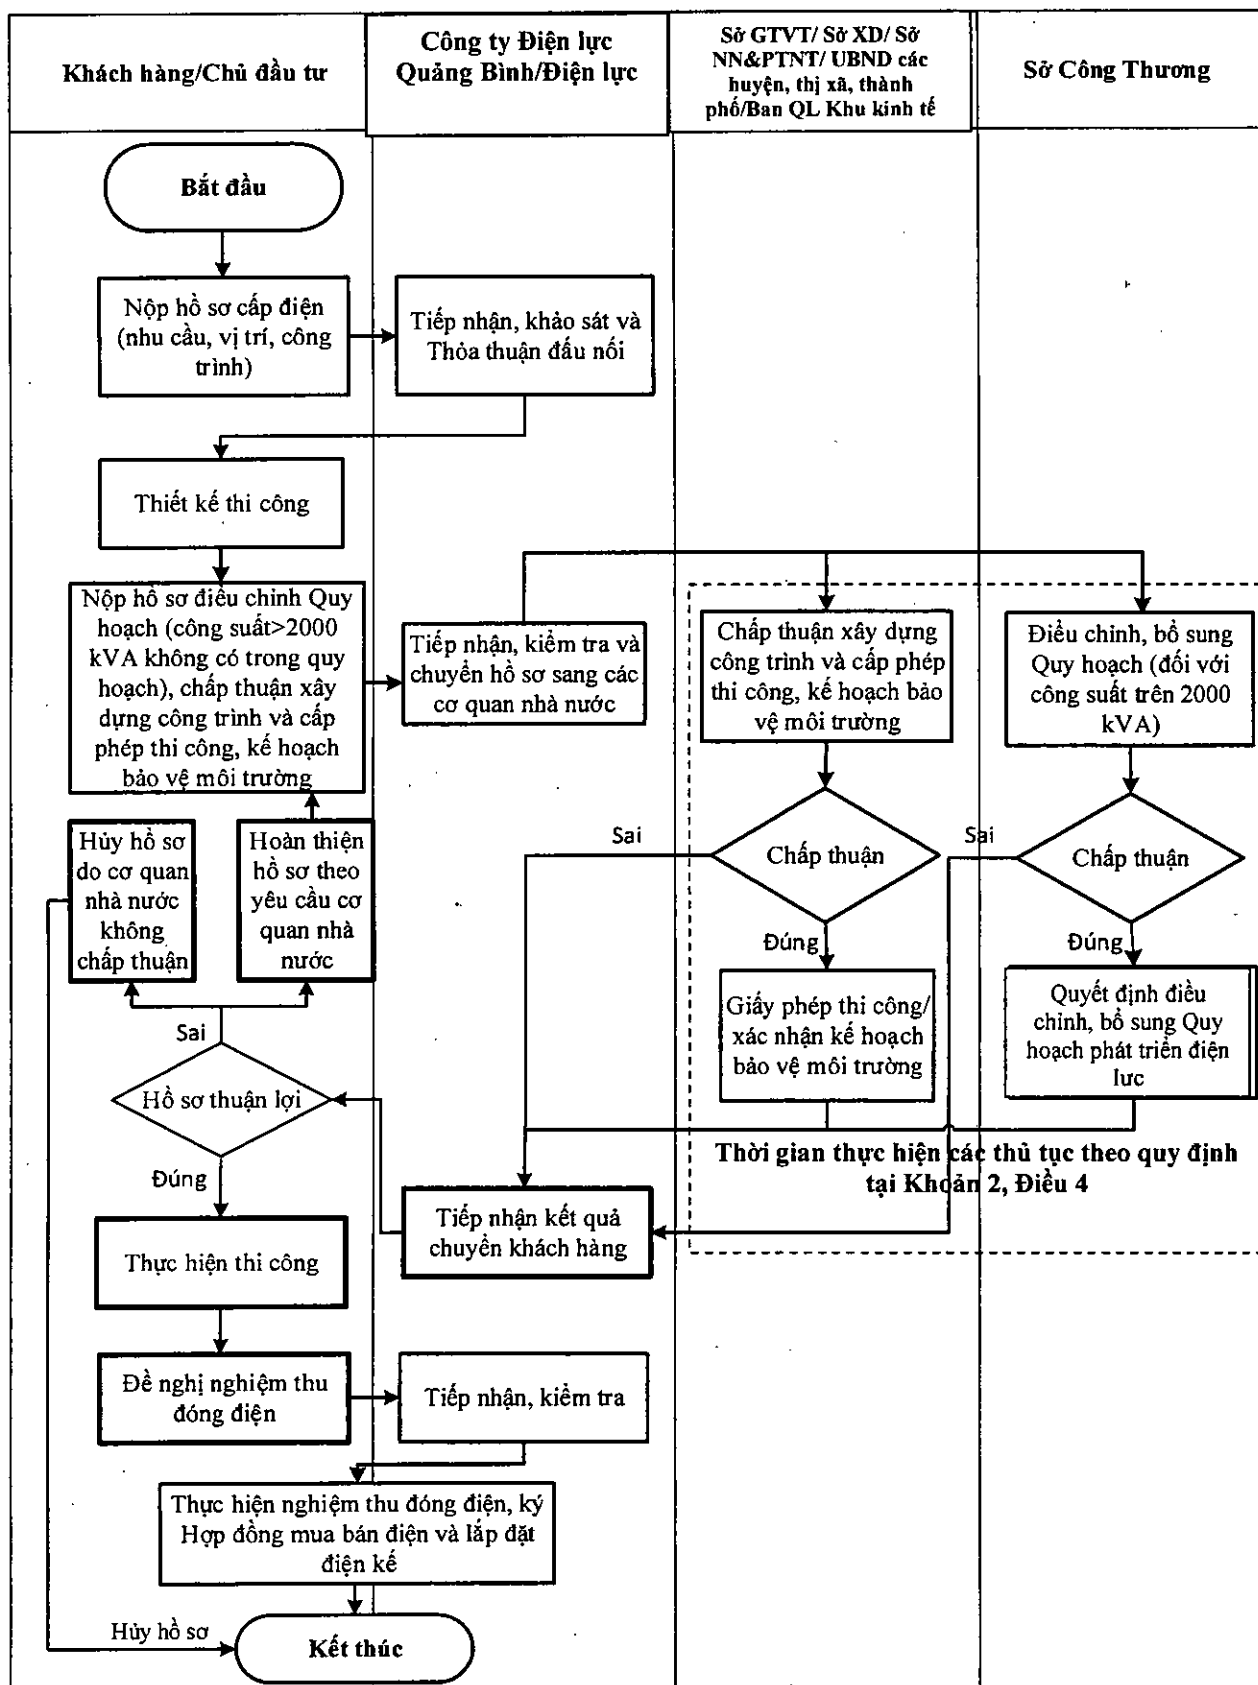 Khách hàng/Chủ đầu tư
Công ty Điện lực
Quảng Bình/Điện lực
Sở GTVT/ Sở XD/ Sở
NN&PTNT/ UBND các
huyện, thị xã, thành
phố/Ban QL Khu kinh tế
Sở Công Thương
Bắt đầu
Nộp hồ sơ cấp điện
(nhu cầu, vị trí, công
trình)
Tiếp nhận, khảo sát và
Thỏa thuận đấu nối
Thiết kế thi công
Nộp hồ sơ điều chỉnh Quy
hoạch (công suất>2000
kVA không có trong quy
hoạch), chấp thuận xây
dựng công trình và cấp
phép thi công, kế hoạch
bảo vệ môi trường
Tiếp nhận, kiểm tra và
chuyển hồ sơ sang các
cơ quan nhà nước
Chấp thuận xây dựng
công trình và cấp phép
thi công, kế hoạch bảo
vệ môi trường
Điều chỉnh, bổ sung
Quy hoạch (đối với
công suất trên 2000
kVA)
Hủy hồ sơ
do cơ quan
nhà nước
không
chấp thuận
Hoàn thiện
hồ sơ theo
yêu cầu cơ
quan nhà
nước
Sai
Chấp thuận
Sai
Chấp thuận
Đúng
Đúng
Giấy phép thi công/
xác nhận kế hoạch
bảo vệ môi trường
Quyết định điều
chỉnh, bổ sung Quy
hoạch phát triển điện
lưc
Sai
Hồ sơ thuận lợi
Đúng
Thời gian thực hiện các thủ tục theo quy định
tại Khoản 2, Điều 4
Tiếp nhận kết quả
chuyển khách hàng
Thực hiện thi công
Đề nghị nghiệm thu
đóng điện
Tiếp nhận, kiểm tra
Thực hiện nghiệm thu đóng điện, ký
Hợp đồng mua bán điện và lắp đặt
điện kế
Hủy hồ sơ
Kết thúc